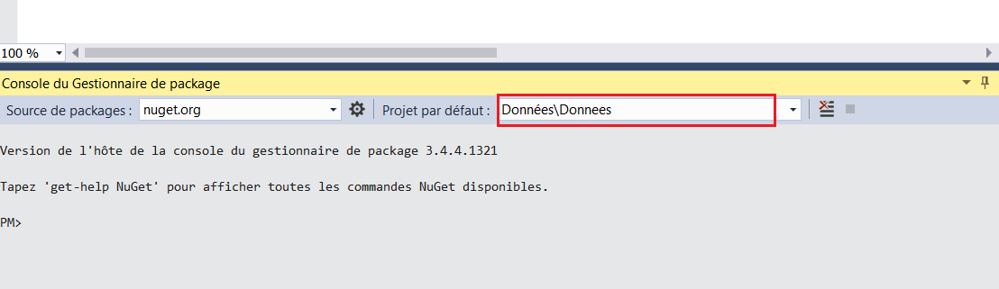 100 %
Console du Gestionnaire de package
Source de packages : nuget.org Projet par défaut : Données\Donnees
Version de l'hôte de la console du gestionnaire de package 3.4.4.1321
Tapez 'get-help NuGet' pour afficher toutes les commandes NuGet disponibles.
PM>